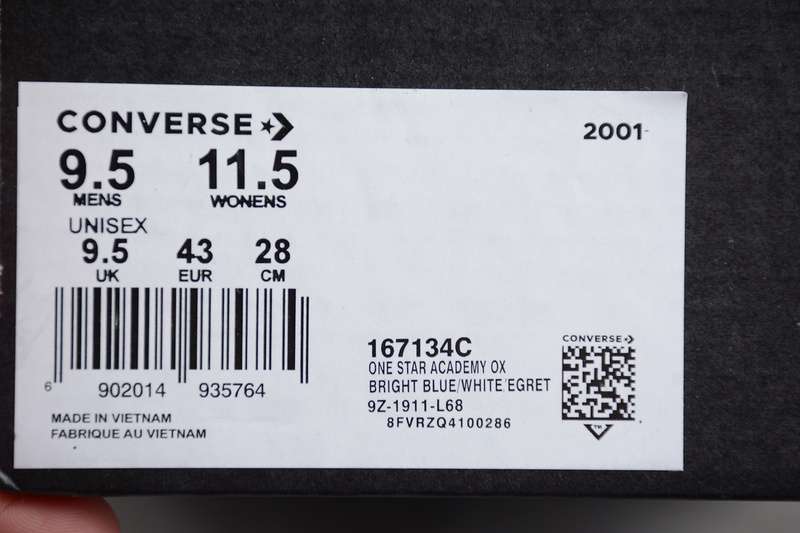 CONVERSE
2001-
9.5 11.5
MENS WONENS
UNISEX
9.5 43 28
UK EUR CM
6 902014 935764
MADE IN VIETNAM
FABRIQUE AU VIETNAM
167134C
ONE STAR ACADEMY OX
BRIGHT BLUE/WHITE/EGRET
9Z-1911-L68
8FVRZQ4100286
CONVERSE
TM